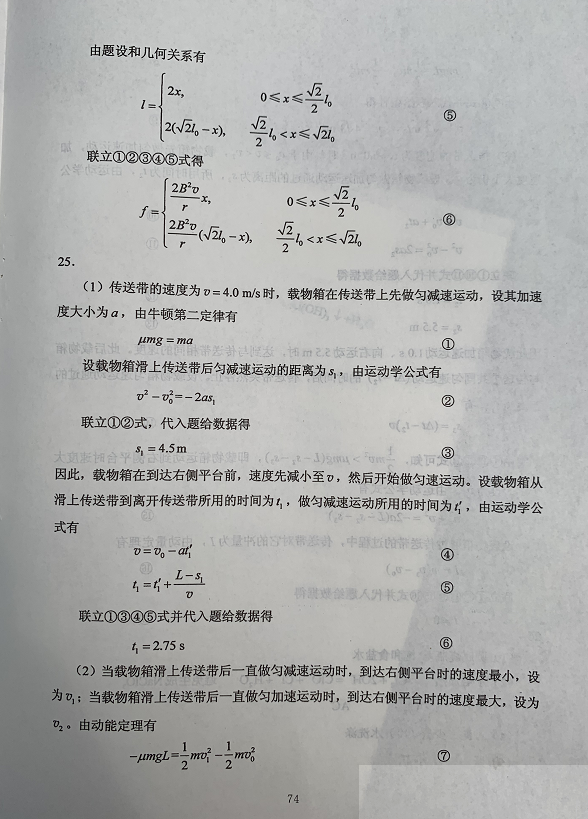 由题设和几何关系有
l = { 2x, 0≤x≤√2/2 l₀
2(√2l₀−x), √2/2 l₀<x≤√2l₀ ⑤
联立①②③④⑤式得
f = { 2B²v/r x, 0≤x≤√2/2 l₀
2B²v/r (√2l₀−x), √2/2 l₀<x≤√2l₀ ⑥
25.
（1）传送带的速度为 v=4.0 m/s 时，载物箱在传送带上先做匀减速运动，设其加速
度大小为 a，由牛顿第二定律有
μmg=ma ①
设载物箱滑上传送带后匀减速运动的距离为 s₁，由运动学公式有
v²−v₀²=−2as₁ ②
联立①②式，代入题给数据得
s₁=4.5m ③
因此，载物箱在到达右侧平台前，速度先减小至 v，然后开始做匀速运动。设载物箱从
滑上传送带到离开传送带所用的时间为 t₁，做匀减速运动所用的时间为 t₁′，由运动学公
式有
v=v₀−at₁′ ④
t₁=t₁′+(L−s₁)/v ⑤
联立①③④⑤式并代入题给数据得
t₁=2.75 s ⑥
（2）当载物箱滑上传送带后一直做匀减速运动时，到达右侧平台时的速度最小，设
为 v₁；当载物箱滑上传送带后一直做匀加速运动时，到达右侧平台时的速度最大，设为
v₂。由动能定理有
−μmgL=1/2 mv₁²−1/2 mv₀² ⑦
74